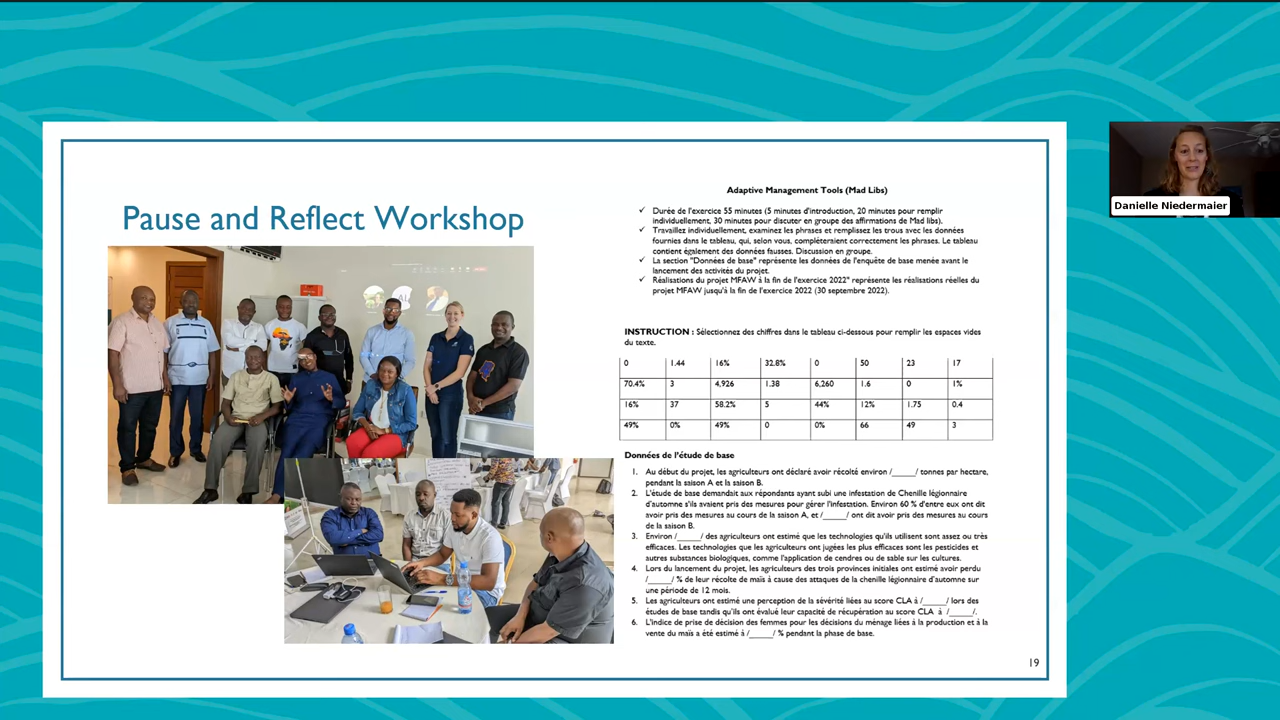 Pause and Reflect Workshop
Adaptive Management Tools (Mad Libs)
✓ Durée de l'exercice 55 minutes (5 minutes d'introduction, 20 minutes pour remplir
individuellement, 30 minutes pour discuter en groupe des affirmations de Mad libs).
✓ Travaillez individuellement, examinez les phrases et remplissez les trous avec les données
fournies dans le tableau, qui, selon vous, compléteraient correctement les phrases. Le tableau
contient également des données fausses. Discussion en groupe.
✓ La section "Données de base" représente les données de l'enquête de base menée avant le
lancement des activités du projet.
✓ Réalisations du projet MFAW à la fin de l'exercice 2022" représente les réalisations réelles du
projet MFAW jusqu'à la fin de l'exercice 2022 (30 septembre 2022).
INSTRUCTION : Sélectionnez des chiffres dans le tableau ci-dessous pour remplir les espaces vides
du texte.
0 1.44 16% 32.8% 0 50 23 17
70.4% 3 4,926 1.38 6,260 1.6 0 1%
16% 37 58.2% 5 44% 12% 1.75 0.4
49% 0% 49% 0 0% 66 49 3
Données de l'étude de base
1. Au début du projet, les agriculteurs ont déclaré avoir récolté environ /______/ tonnes par hectare,
pendant la saison A et la saison B.
2. L'étude de base demandait aux répondants ayant subi une infestation de Chenille légionnaire
d'automne s'ils avaient pris des mesures pour gérer l'infestation. Environ 60 % d'entre eux ont dit
avoir pris des mesures au cours de la saison A, et /______/ ont dit avoir pris des mesures au cours
de la saison B.
3. Environ /______/ des agriculteurs ont estimé que les technologies qu'ils utilisent sont assez ou très
efficaces. Les technologies que les agriculteurs ont jugées les plus efficaces sont les pesticides et
autres substances biologiques, comme l'application de cendres ou de sable sur les cultures.
4. Lors du lancement du projet, les agriculteurs des trois provinces initiales ont estimé avoir perdu
/______/ % de leur récolte de maïs à cause des attaques de la chenille légionnaire d'automne sur
une période de 12 mois.
5. Les agriculteurs ont estimé une perception de la sévérité liées au score CLA á /______/ lors des
études de base tandis qu'ils ont évalué leur capacité de récupération au score CLA á /______/.
6. L'indice de prise de décision des femmes pour les décisions du ménage liées à la production et à la
vente du maïs a été estimé á /______/ % pendant la phase de base.
19
Danielle Niedermaier